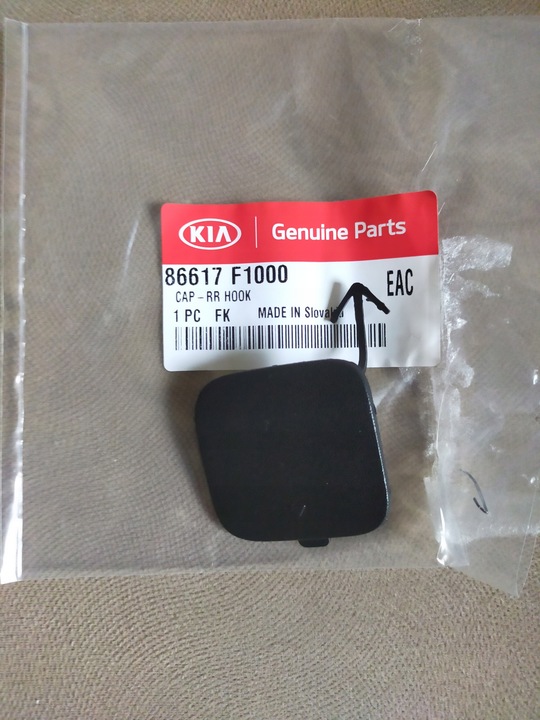 KIA Genuine Parts
86617 F1000
EAC
CAP-RR HOOK
1 PC FK MADE IN Slovakia